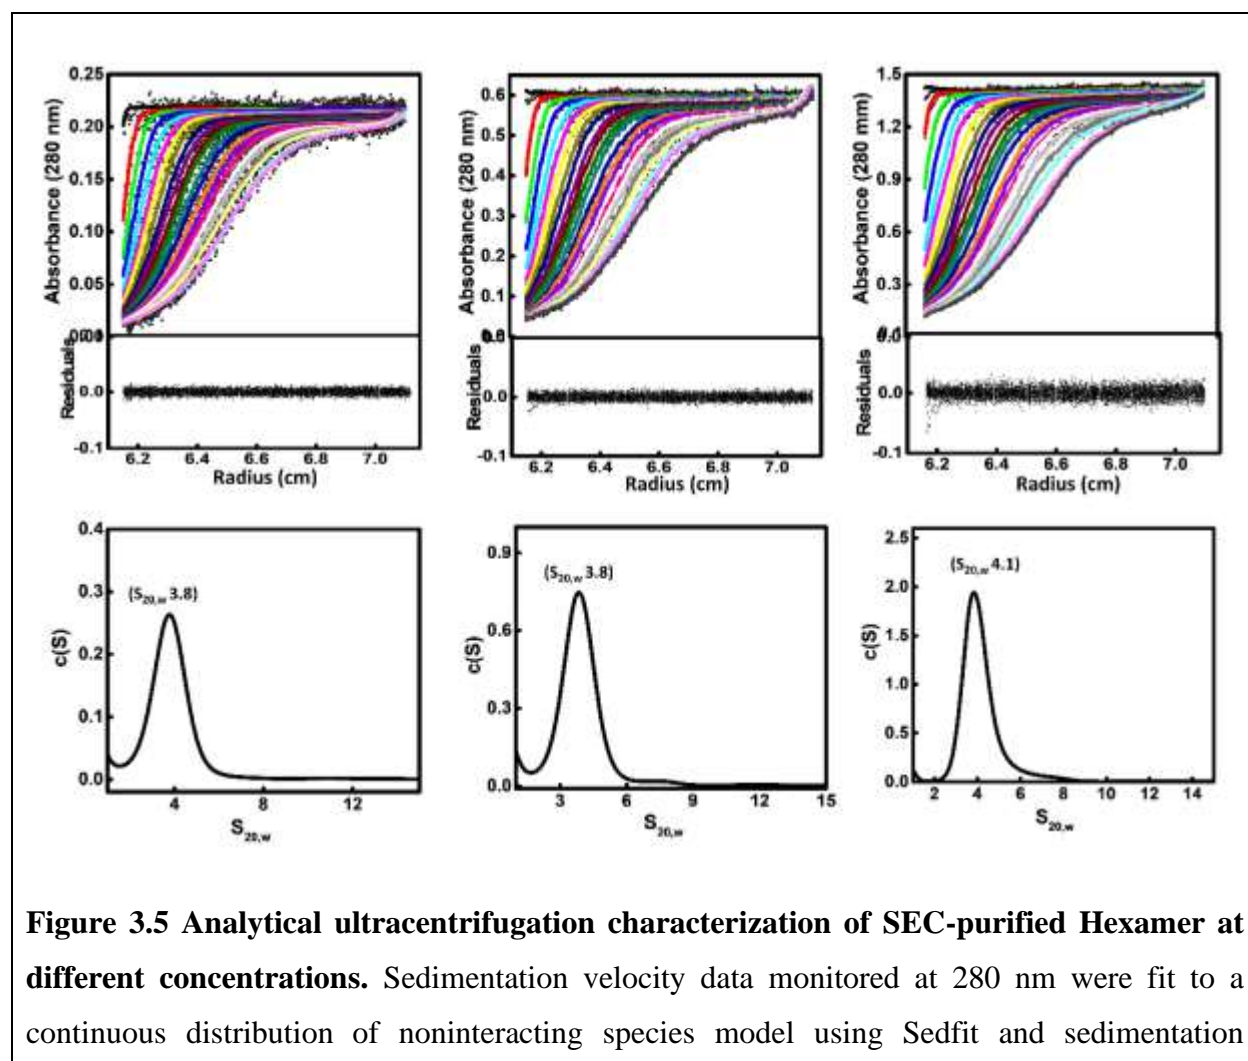 0.25
0.20
0.15
0.10
0.05
Absorbance (280 nm)
0.0
-0.1
Residuals
6.2 6.4 6.6 6.8 7.0
Radius (cm)
0.6
0.5
0.4
0.3
0.2
0.1
Absorbance (280 nm)
0.0
-0.1
Residuals
6.2 6.4 6.6 6.8 7.0
Radius (cm)
1.5
1.2
0.9
0.6
0.3
Absorbance (280 mm)
0.0
-0.1
Residuals
6.2 6.4 6.6 6.8 7.0
Radius (cm)
0.4
0.3
0.2
0.1
0.0
c(S)
(S20,w 3.8)
4 8 12
S20,w
0.9
0.6
0.3
0.0
c(S)
(S20,w 3.8)
3 6 9 12 15
S20,w
2.5
2.0
1.5
1.0
0.5
0.0
c(S)
(S20,w 4.1)
2 4 6 8 10 12 14
S20,w
Figure 3.5 Analytical ultracentrifugation characterization of SEC-purified Hexamer at
different concentrations. Sedimentation velocity data monitored at 280 nm were fit to a
continuous distribution of noninteracting species model using Sedfit and sedimentation